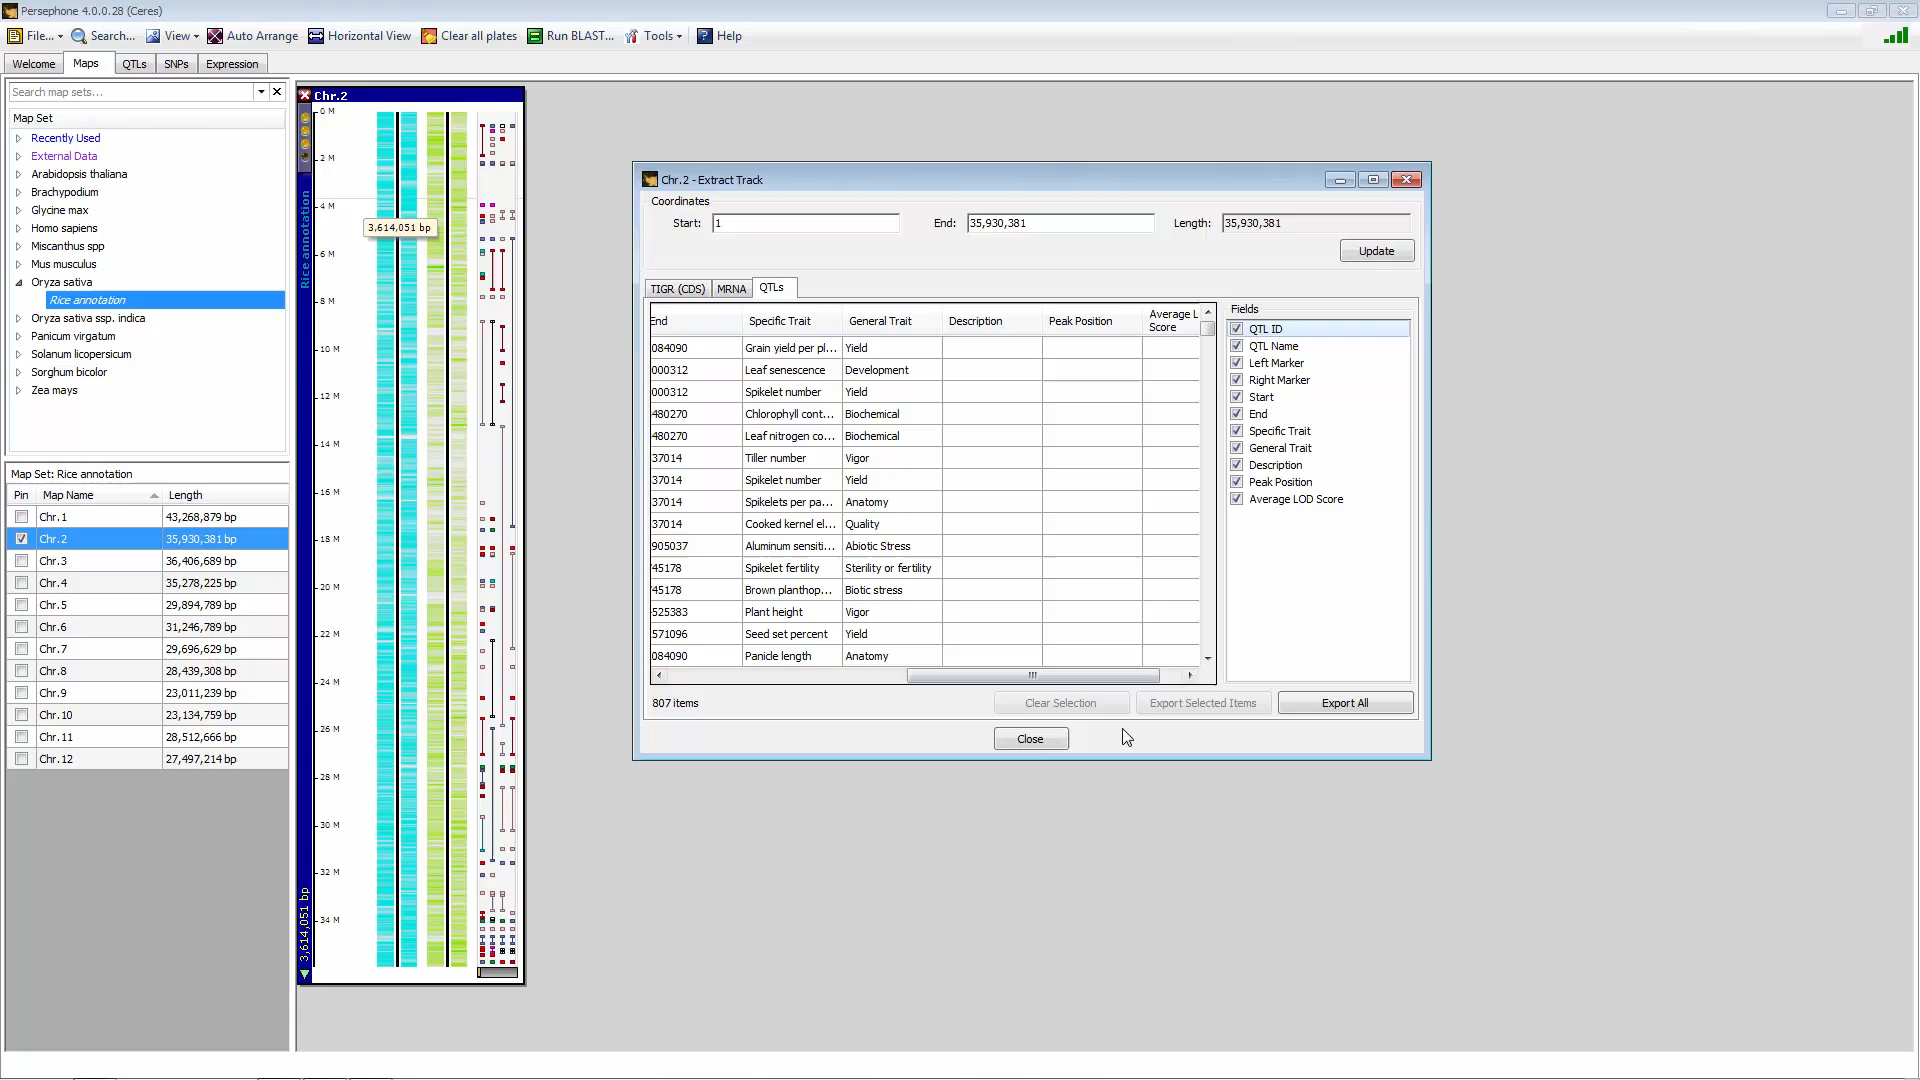 Persephone 4.0.0.28 (Ceres)
File... Search... View Auto Arrange Horizontal View Clear all plates Run BLAST... Tools Help
Welcome Maps QTLs SNPs Expression
Search map sets...
Map Set
Recently Used
External Data
Arabidopsis thaliana
Brachypodium
Glycine max
Homo sapiens
Miscanthus spp
Mus musculus
Oryza sativa
Rice annotation
Oryza sativa ssp. indica
Panicum virgatum
Solanum licopersicum
Sorghum bicolor
Zea mays
Map Set: Rice annotation
Pin Map Name Length
Chr.1 43,268,879 bp
Chr.2 35,930,381 bp
Chr.3 36,406,689 bp
Chr.4 35,278,225 bp
Chr.5 29,894,789 bp
Chr.6 31,246,789 bp
Chr.7 29,696,629 bp
Chr.8 28,439,308 bp
Chr.9 23,011,239 bp
Chr.10 23,134,759 bp
Chr.11 28,512,666 bp
Chr.12 27,497,214 bp
Chr.2
Rice annotation
3,614,051 bp
0 M
2 M
4 M
3,614,051 bp
6 M
8 M
10 M
12 M
14 M
16 M
18 M
20 M
22 M
24 M
26 M
28 M
30 M
32 M
34 M
Chr.2 - Extract Track
Coordinates
Start: 1 End: 35,930,381 Length: 35,930,381
Update
TIGR (CDS) MRNA QTLs
End Specific Trait General Trait Description Peak Position Average L
Score
084090 Grain yield per pl... Yield
000312 Leaf senescence Development
000312 Spikelet number Yield
480270 Chlorophyll cont... Biochemical
480270 Leaf nitrogen co... Biochemical
37014 Tiller number Vigor
37014 Spikelet number Yield
37014 Spikelets per pa... Anatomy
37014 Cooked kernel el... Quality
905037 Aluminum sensiti... Abiotic Stress
45178 Spikelet fertility Sterility or fertility
45178 Brown planthop... Biotic stress
525383 Plant height Vigor
571096 Seed set percent Yield
084090 Panicle length Anatomy
Fields
QTL ID
QTL Name
Left Marker
Right Marker
Start
End
Specific Trait
General Trait
Description
Peak Position
Average LOD Score
807 items Clear Selection Export Selected Items Export All
Close